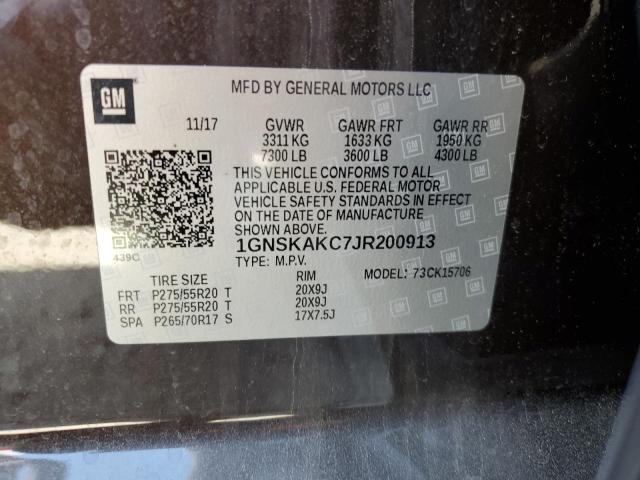 GM
MFD BY GENERAL MOTORS LLC
11/17 GVWR GAWR FRT GAWR RR
3311 KG 1633 KG 1950 KG
7300 LB 3600 LB 4300 LB
THIS VEHICLE CONFORMS TO ALL
APPLICABLE U.S. FEDERAL MOTOR
VEHICLE SAFETY STANDARDS IN EFFECT
ON THE DATE OF MANUFACTURE
SHOWN ABOVE.
439C
1GNSKAKC7JR200913
TYPE: M.P.V. MODEL: 73CK15706
TIRE SIZE RIM
FRT P275/55R20 T 20X9J
RR P275/55R20 T 20X9J
SPA P265/70R17 S 17X7.5J